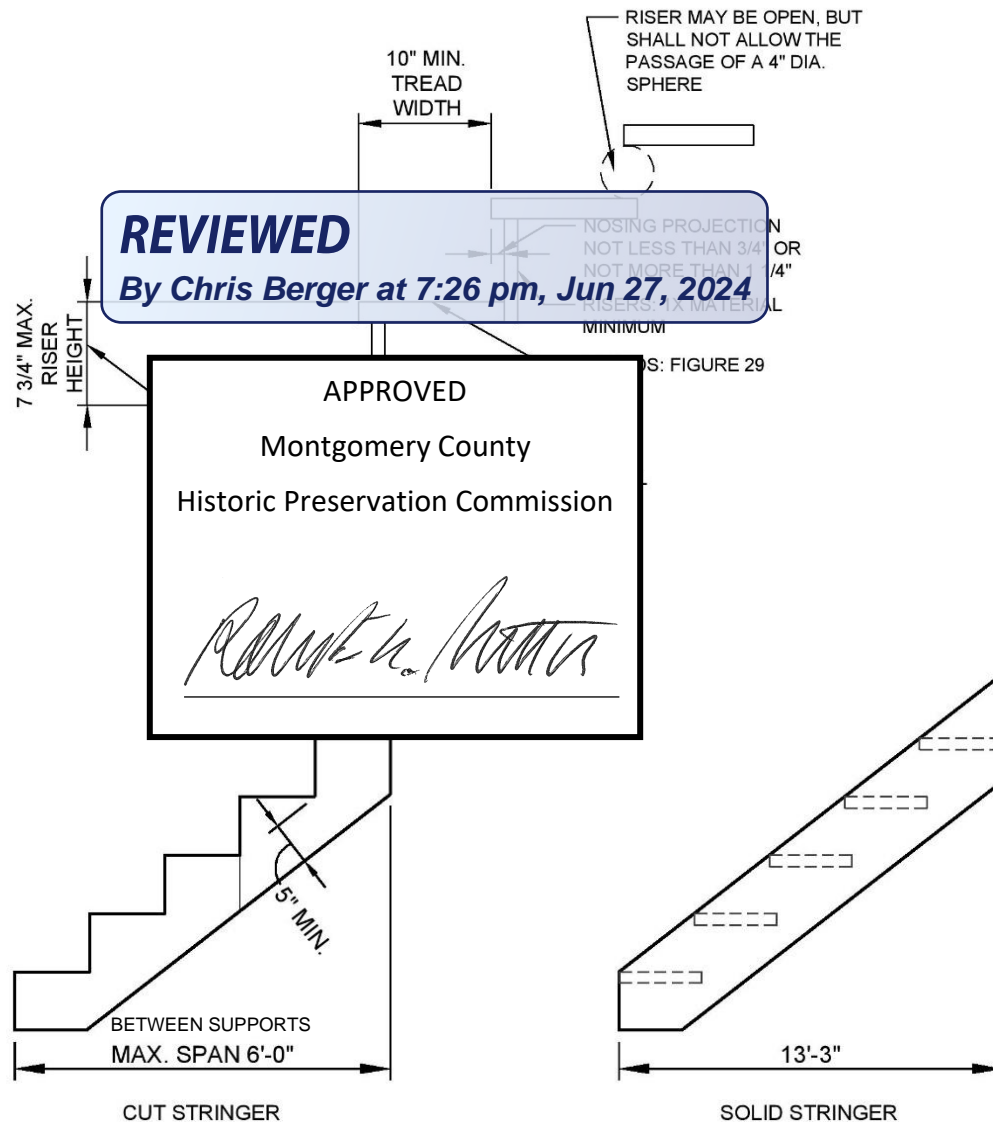 RISER MAY BE OPEN, BUT
SHALL NOT ALLOW THE
PASSAGE OF A 4" DIA.
SPHERE
10" MIN.
TREAD
WIDTH
REVIEWED
By Chris Berger at 7:26 pm, Jun 27, 2024
NOSING PROJECTION
NOT LESS THAN 3/4" OR
NOT MORE THAN 1 1/4"
RISERS: 1X MATERIAL
MINIMUM
7 3/4" MAX.
RISER
HEIGHT
: FIGURE 29
APPROVED
Montgomery County
Historic Preservation Commission
5" MIN.
BETWEEN SUPPORTS
MAX. SPAN 6'-0"
13'-3"
CUT STRINGER
SOLID STRINGER